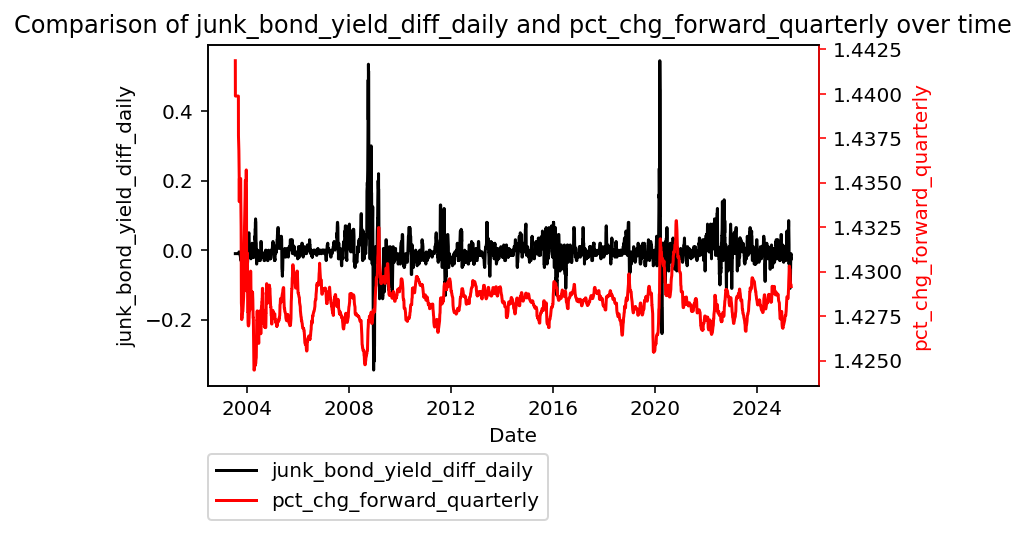 Comparison of junk_bond_yield_diff_daily and pct_chg_forward_quarterly over time
junk_bond_yield_diff_daily
0.4
0.2
0.0
−0.2
1.4425
1.4400
1.4375
1.4350
1.4325
1.4300
1.4275
1.4250
pct_chg_forward_quarterly
2004 2008 2012 2016 2020 2024
Date
junk_bond_yield_diff_daily
pct_chg_forward_quarterly